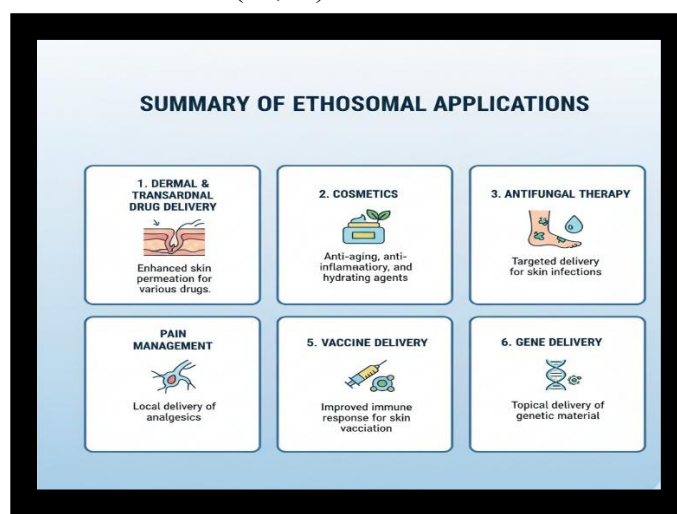 SUMMARY OF ETHOSOMAL APPLICATIONS
1. DERMAL &
TRANSARDNAL
DRUG DELIVERY
Enhanced skin
permeation for
various drugs.
2. COSMETICS
Anti-aging, anti-
inflamaatiory, and
hydrating agents
3. ANTIFUNGAL THERAPY
Targeted delivery
for skin infections
PAIN
MANAGEMENT
Local delivery of
analgesics
5. VACCINE DELIVERY
Improved immune
response for skin
vacciation
6. GENE DELIVERY
Topical delivery of
genetic material